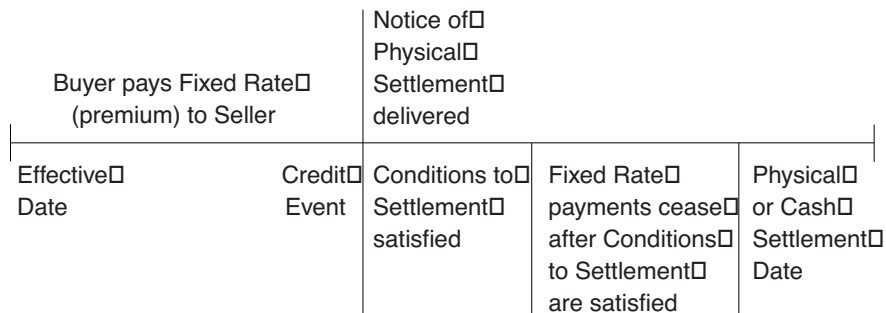 Notice of
Physical
Settlement
delivered
Buyer pays Fixed Rate
(premium) to Seller
Effective
Date
Credit
Event
Conditions to
Settlement
satisfied
Fixed Rate
payments cease
after Conditions
to Settlement
are satisfied
Physical
or Cash
Settlement
Date